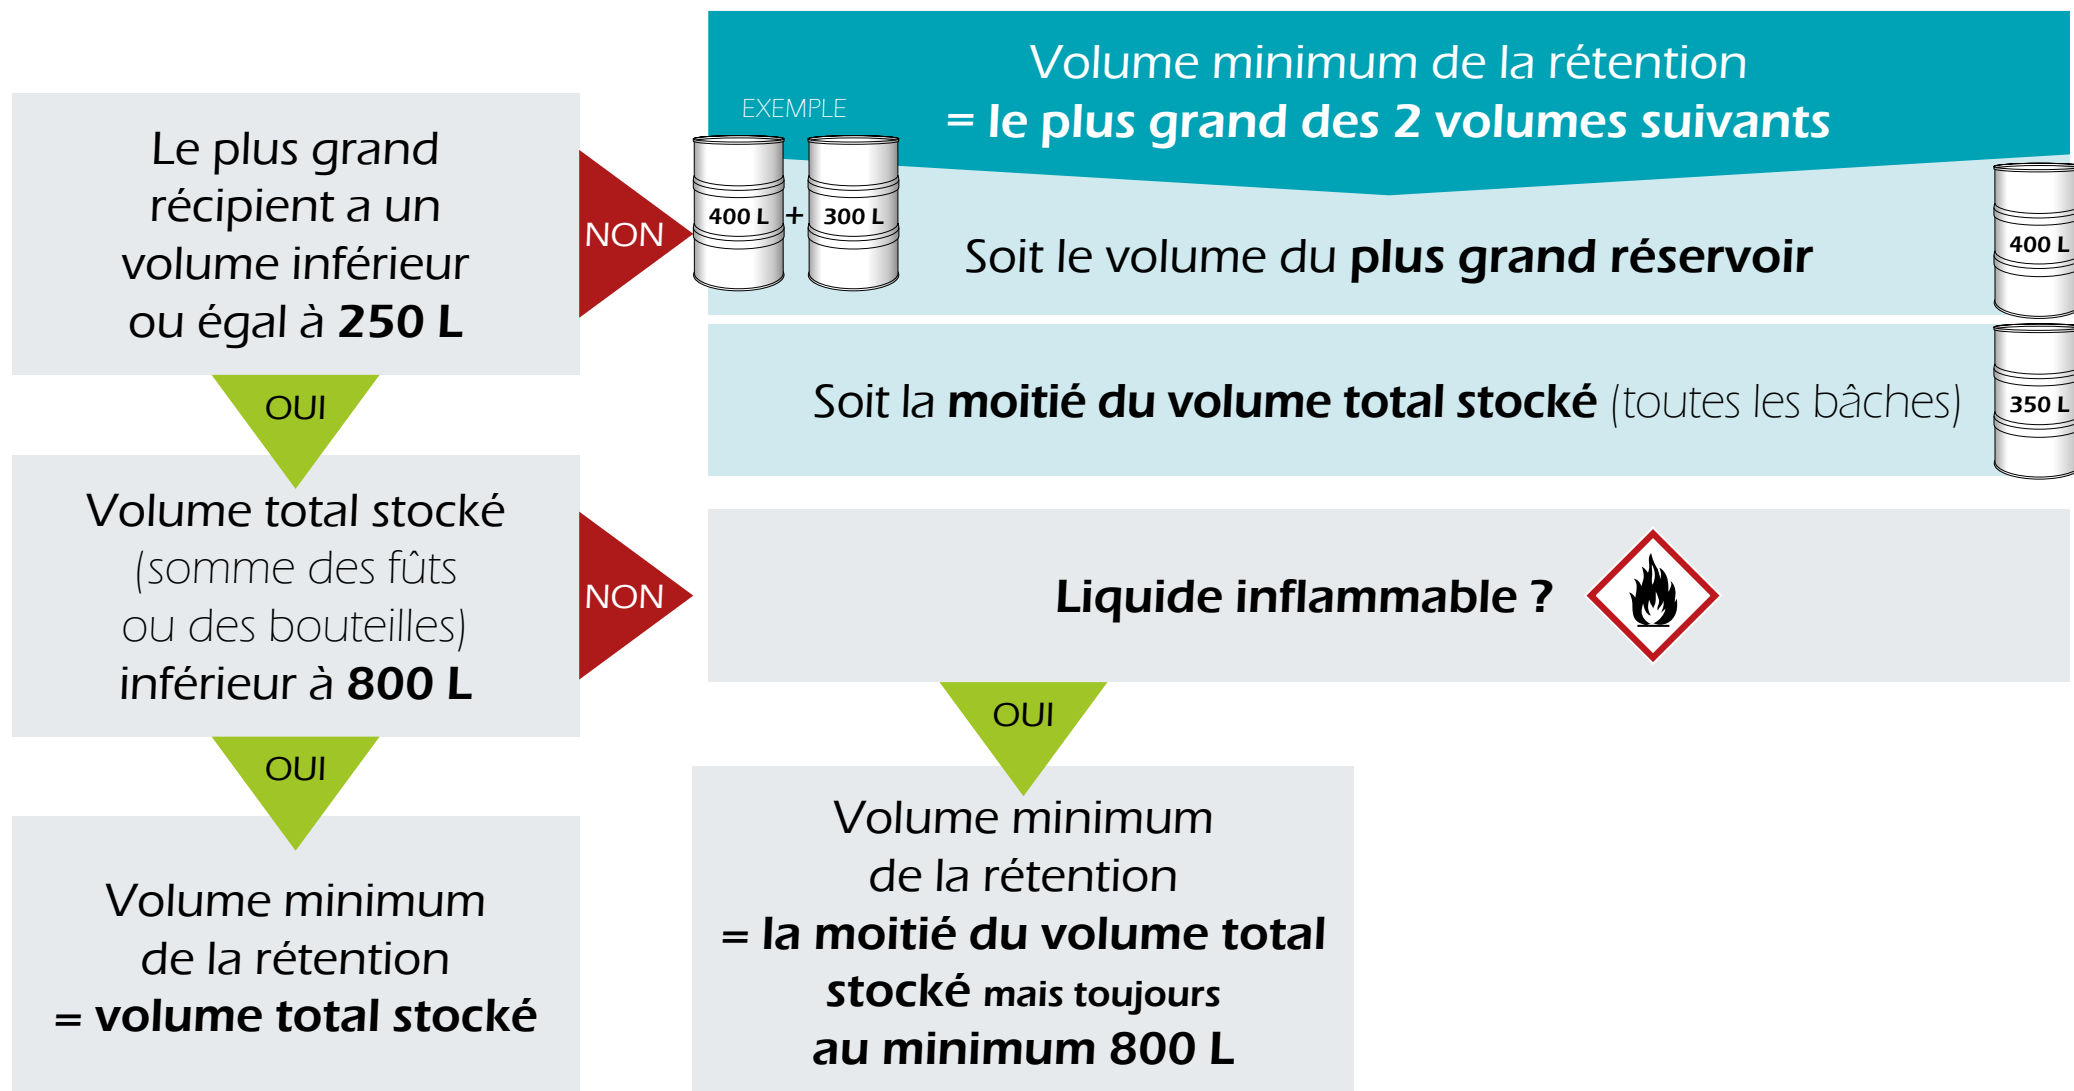 Le plus grand
récipient a un
volume inférieur
ou égal à 250 L
NON
EXEMPLE
400 L + 300 L
Volume minimum de la rétention
= le plus grand des 2 volumes suivants
Soit le volume du plus grand réservoir
400 L
Soit la moitié du volume total stocké (toutes les bâches)
350 L
OUI
Volume total stocké
(somme des fûts
ou des bouteilles)
inférieur à 800 L
NON
Liquide inflammable ?
OUI
Volume minimum
de la rétention
= volume total stocké
OUI
Volume minimum
de la rétention
= la moitié du volume total
stocké mais toujours
au minimum 800 L